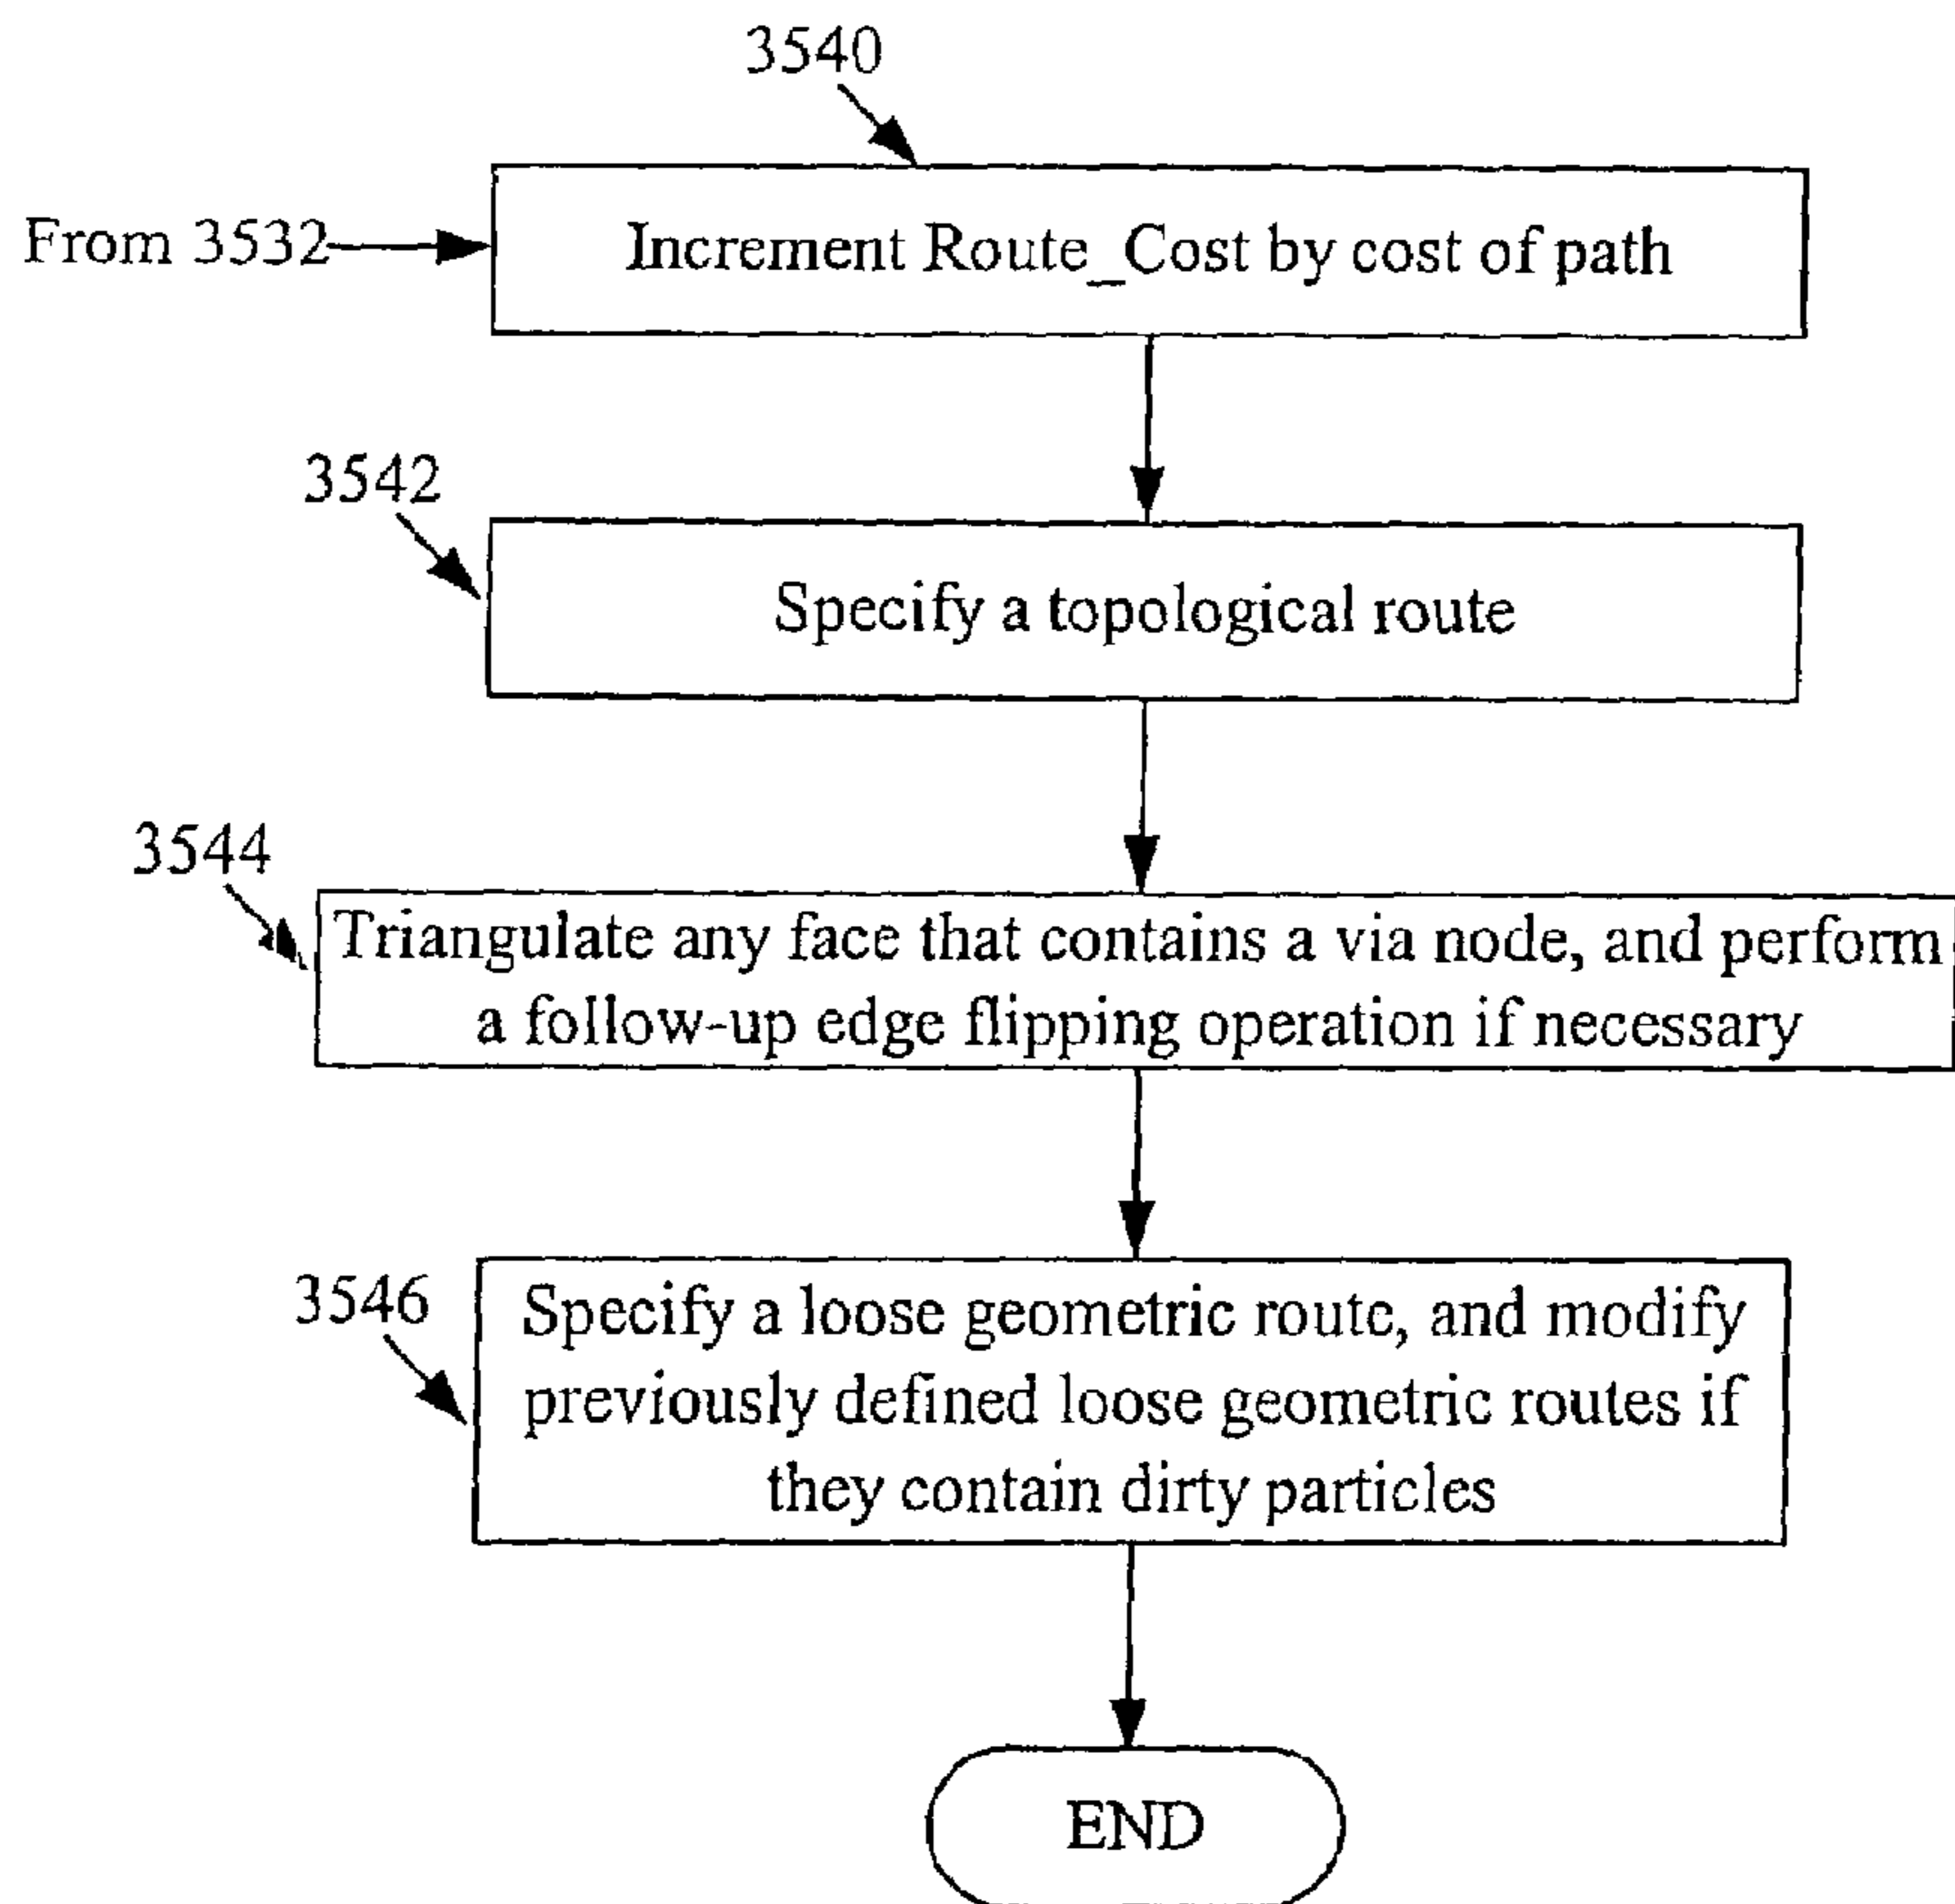 3540
From 3532
Increment Route_Cost by cost of path
3542
Specify a topological route
3544
Triangulate any face that contains a via node, and perform
a follow-up edge flipping operation if necessary
3546
Specify a loose geometric route, and modify
previously defined loose geometric routes if
they contain dirty particles
END